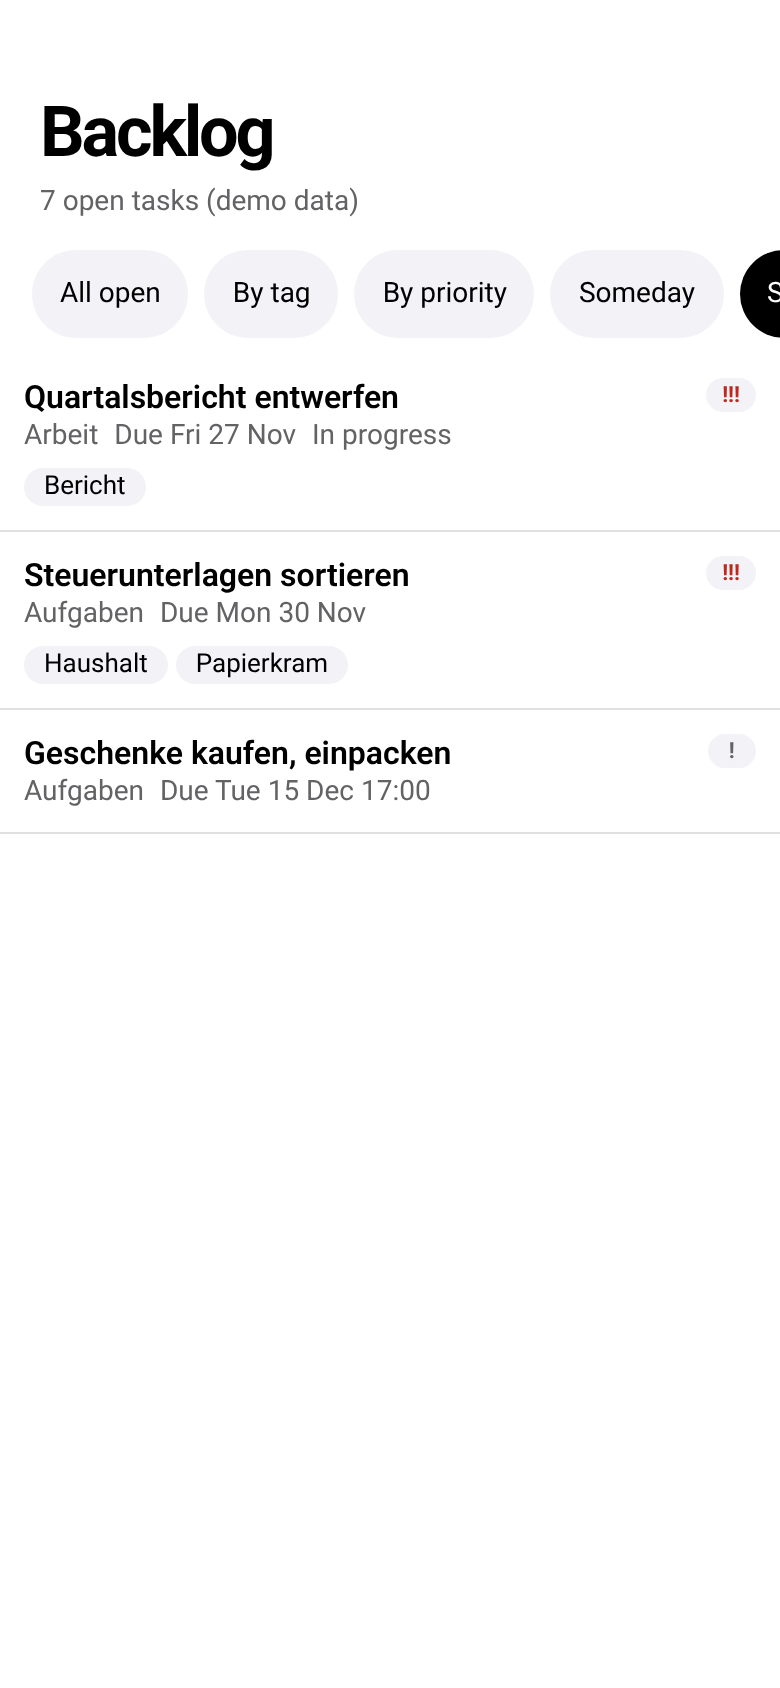 Backlog
7 open tasks (demo data)
All open By tag By priority Someday
Quartalsbericht entwerfen !!!
Arbeit Due Fri 27 Nov In progress
Bericht
Steuerunterlagen sortieren !!!
Aufgaben Due Mon 30 Nov
Haushalt Papierkram
Geschenke kaufen, einpacken !
Aufgaben Due Tue 15 Dec 17:00